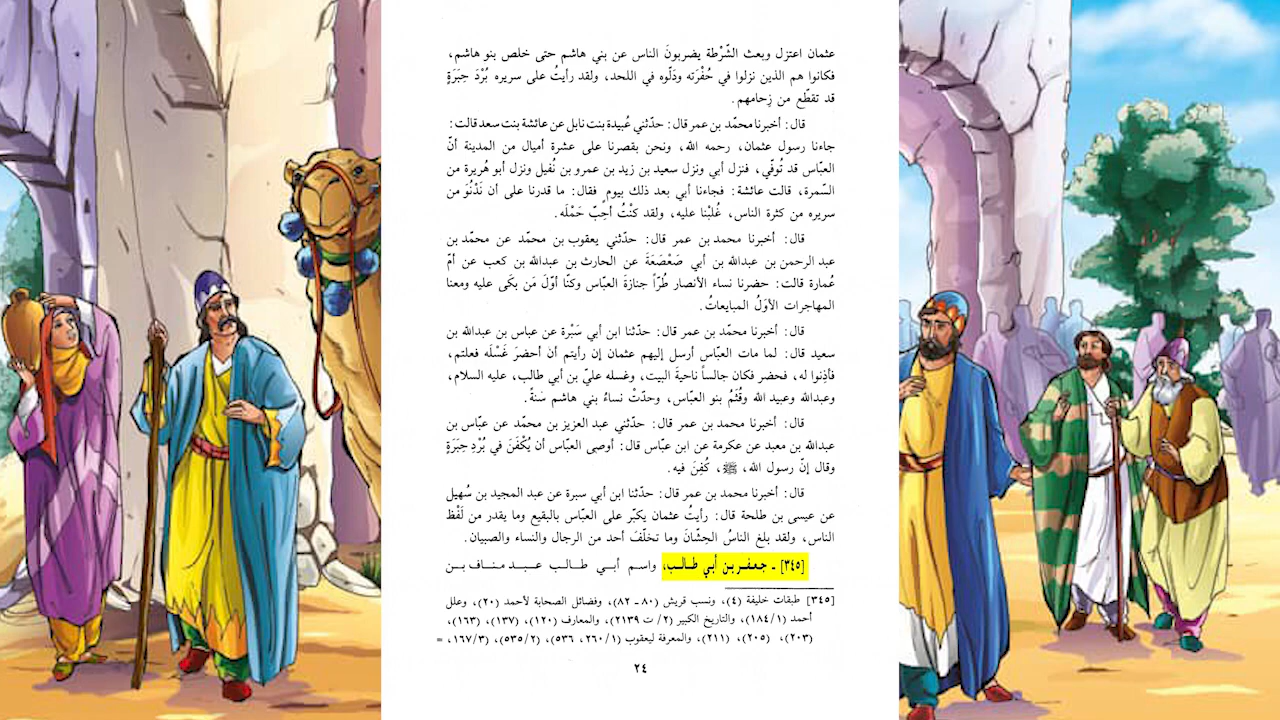 عثمان اعتزل وبعث الشّرْطة يضربونَ الناس عن بني هاشم حتى خلص بنو هاشم،
فكانوا هم الذين نزلوا في حُفْرَته ودَلّوه في اللحد، ولقد رأيتُ على سريره بُرْدَ حِبَرَةٍ
قد تقطّع من زِحامهم.
قال: أخبرنا محمّد بن عمر قال: حدّثتني عُبيدة بنت نابل عن عائشة بنت سعد قالت:
جاءنا رسول عثمان، رحمه الله، ونحن بقصرنا على عشرة أميال من المدينة أنّ
العبّاس قد تُوفّي، فنزل أبي ونزل سعيد بن زيد بن عمرو بن نُفيل ونزل أبو هُريرة من
السّمرة، قالت عائشة: فجاءنا أبي بعد ذلك بيومٍ فقال: ما قدرنا على أن نَدْنُوَ من
سريره من كثرة الناس، غُلبْنا عليه، ولقد كنْتُ أُحِبّ حَمْلَه.
قال: أخبرنا محمد بن عمر قال: حدّثني يعقوب بن محمّد عن محمّد بن
عبد الرحمن بن عبدالله بن أبي صَعْصَعَةَ عن الحارث بن عبدالله بن كعب عن أمّ
عُمارة قالت: حضرنا نساء الأنصار طُرّاً جنازة العبّاس وكنّا أوّلَ مَن بكى عليه ومعنا
المهاجرات الأوَلُ المبايعاتُ.
قال: أخبرنا محمّد بن عمر قال: حدّثنا ابن أبي سَبْرة عن عباس بن عبدالله بن
سعيد قال: لما مات العبّاس أرسل إليهم عثمان إن رأيتم أن أحضرَ غَسْلَه فعلتم،
فأذِنوا له، فحضر فكان جالساً ناحيةَ البيت، وغسله عليّ بن أبي طالب، عليه السلام،
وعبدالله وعبيد الله وقُثَمُ بنو العبّاس، وحدّتْ نساءُ بني هاشم سَنةً.
قال: أخبرنا محمد بن عمر قال: حدّثني عبد العزيز بن محمّد عن عبّاس بن
عبدالله بن معبد عن عكرمة عن ابن عبّاس قال: أوصى العبّاس أن يُكْفَنَ في بُرْدِ حِبَرَةٍ
وقال إنّ رسول الله، ﷺ، كُفِنَ فيه.
قال: أخبرنا محمد بن عمر قال: حدّثنا ابن أبي سبرة عن عبد المجيد بن سُهيل
عن عيسى بن طلحة قال: رأيتُ عثمان يكبّر على العبّاس بالبقيع وما يقدر من لَفْظ
الناس، ولقد بلغ الناسُ الحِشّانَ وما تخلّفَ أحد من الرجال والنساء والصبيان.
[٣٤٥] ـ جعفر بن أبي طالب، واسم أبي طالب عبد مناف بن
[٣٤٥] طبقات خليفة (٤)، ونسب قريش (٨٠ ـ ٨٢)، وفضائل الصحابة لأحمد (٢٠)، وعلل
أحمد (١/ ١٨٤)، والتاريخ الكبير (٢/ ت ٢١٣٩)، والمعارف (١٢٠)، (١٣٧)، (١٦٣)،
(٢٠٣)، (٢٠٥)، (٢١١)، والمعرفة ليعقوب (١/ ٢٦٠، ٥٣٦)، (٢/ ٥٣٥)، (٣/ ١٦٧، =
٢٤